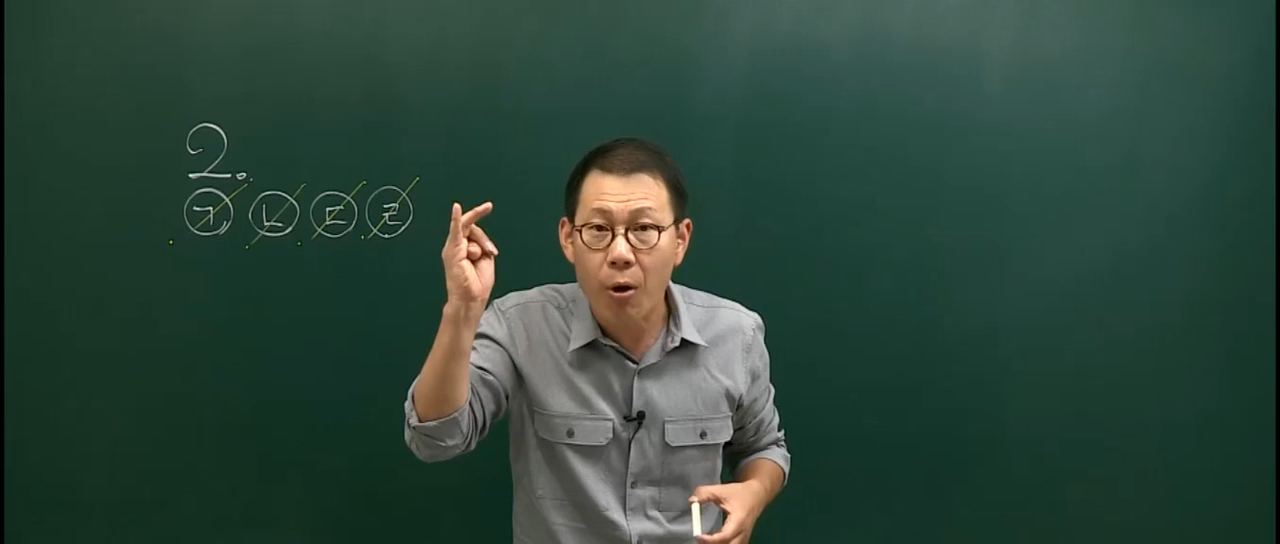 2.
㉠ ㉡ ㉢ ㉣